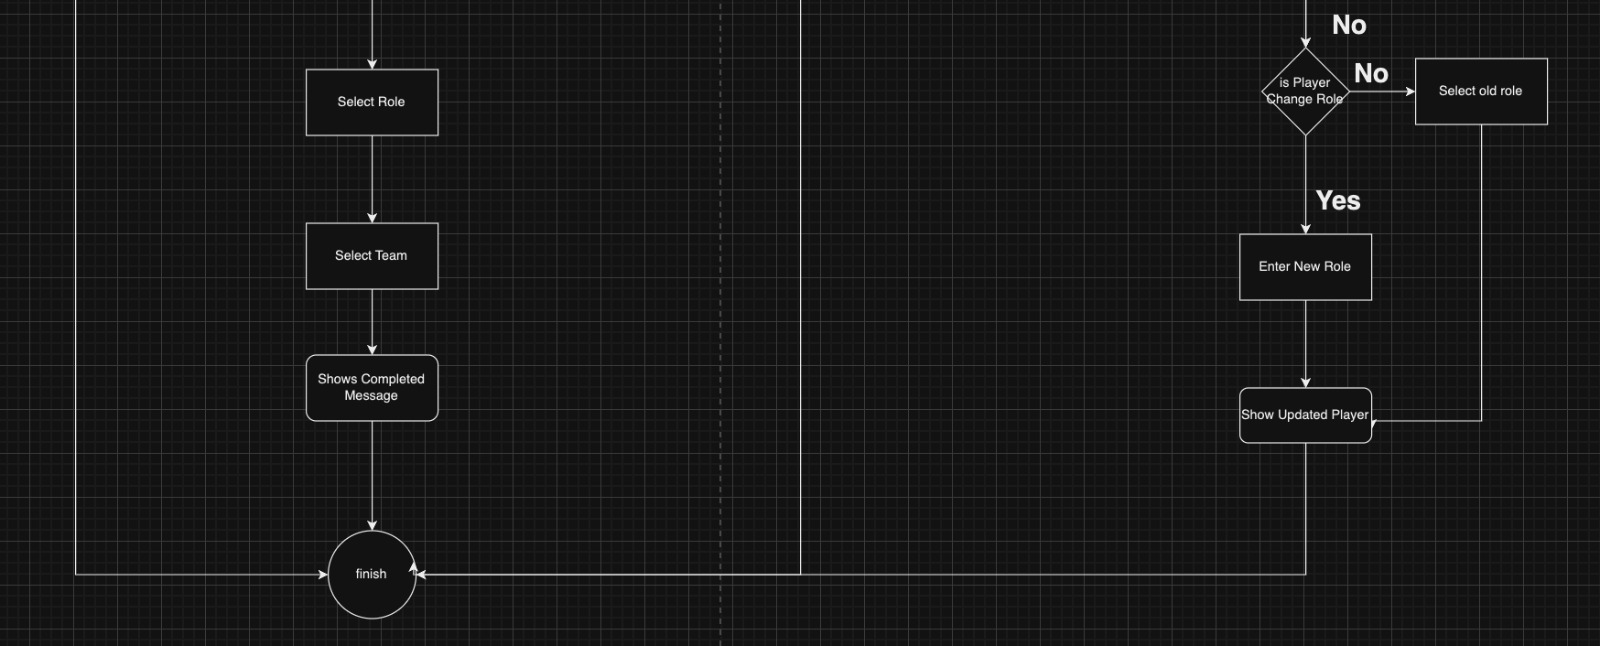 No
is Player
Change Role
No
Select old role
Select Role
Yes
Select Team
Enter New Role
Shows Completed
Message
Show Updated Player
finish